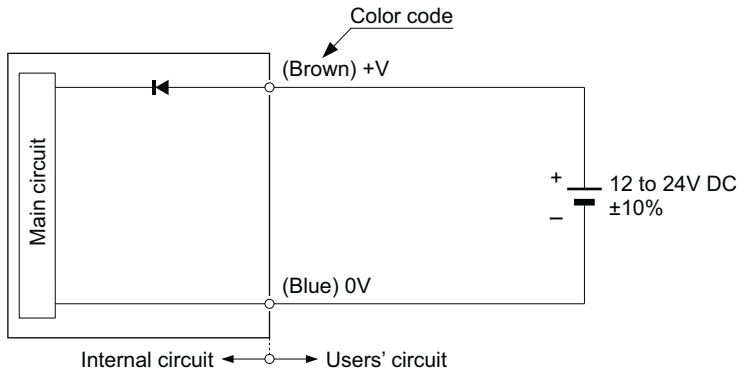 Color code
(Brown) +V
Main circuit
+
12 to 24V DC
−
±10%
(Blue) 0V
Internal circuit
Users’ circuit